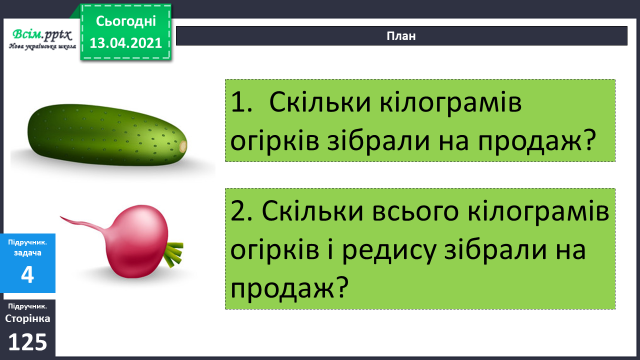 Всім.pptx
Нова українська школа
Сьогодні
13.04.2021
План
1. Скільки кілограмів
огірків зібрали на продаж?
2. Скільки всього кілограмів
огірків і редису зібрали на
продаж?
Підручник.
задача
4
Підручник.
Сторінка
125